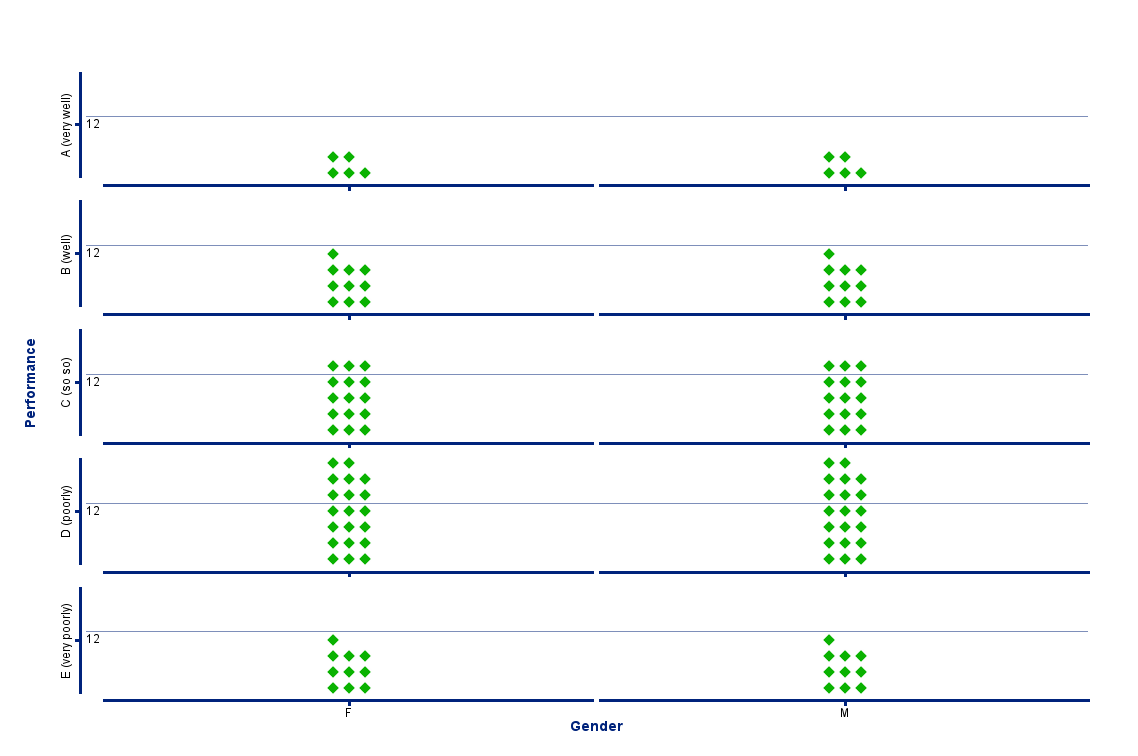 Performance
A (very well)
12
B (well)
12
C (so so)
12
D (poorly)
12
E (very poorly)
12
F
M
Gender